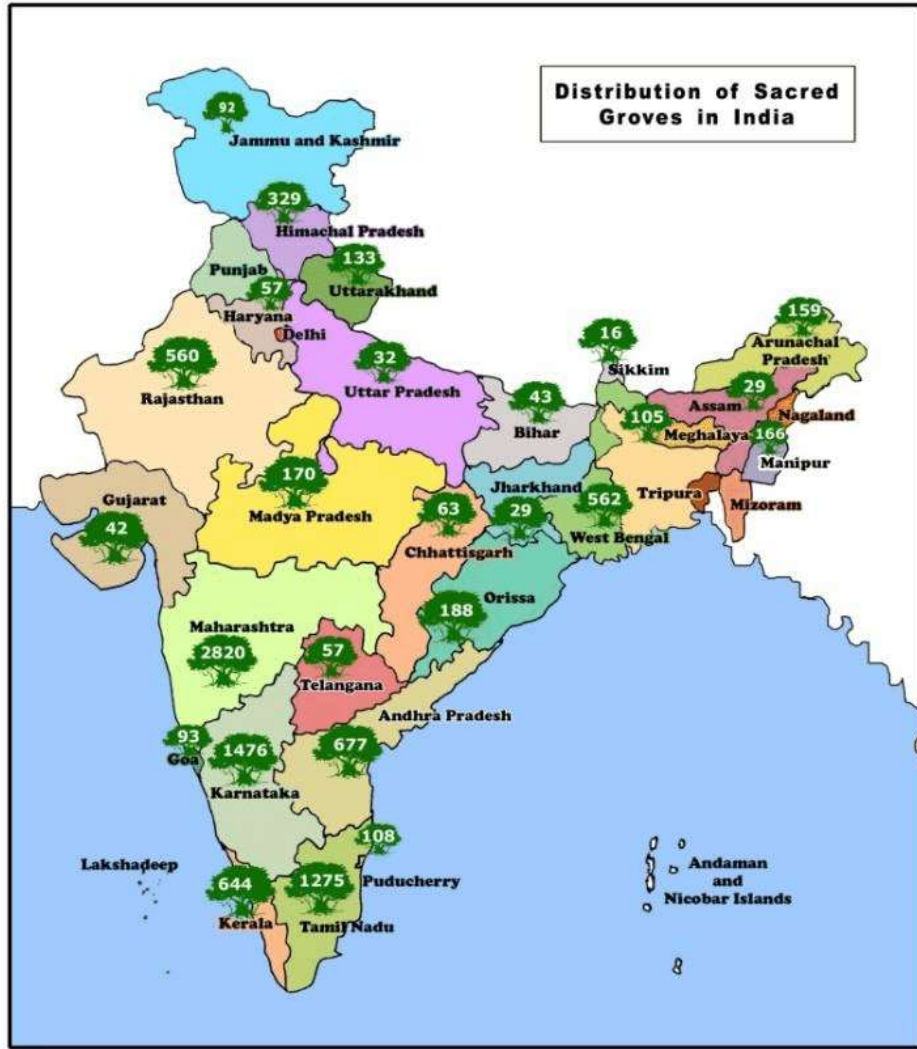 Distribution of Sacred
Groves in India
92
Jammu and Kashmir
329
Himachal Pradesh
133
Uttarakhand
Punjab
57
Haryana
Delhi
560
Rajasthan
32
Uttar Pradesh
16
Sikkim
159
Arunachal
Pradesh
29
Assam
Nagaland
43
Bihar
105
Meghalaya
166
Manipur
170
Madya Pradesh
Gujarat
42
63
Chhattisgarh
Jharkhand
29
562
West Bengal
Tripura
Mizoram
188
Orissa
Maharashtra
2820
57
Telangana
Andhra Pradesh
677
93
Goa
1476
Karnataka
108
Puducherry
Lakshadeep
644
Kerala
1275
Tamil Nadu
Andaman
and
Nicobar Islands